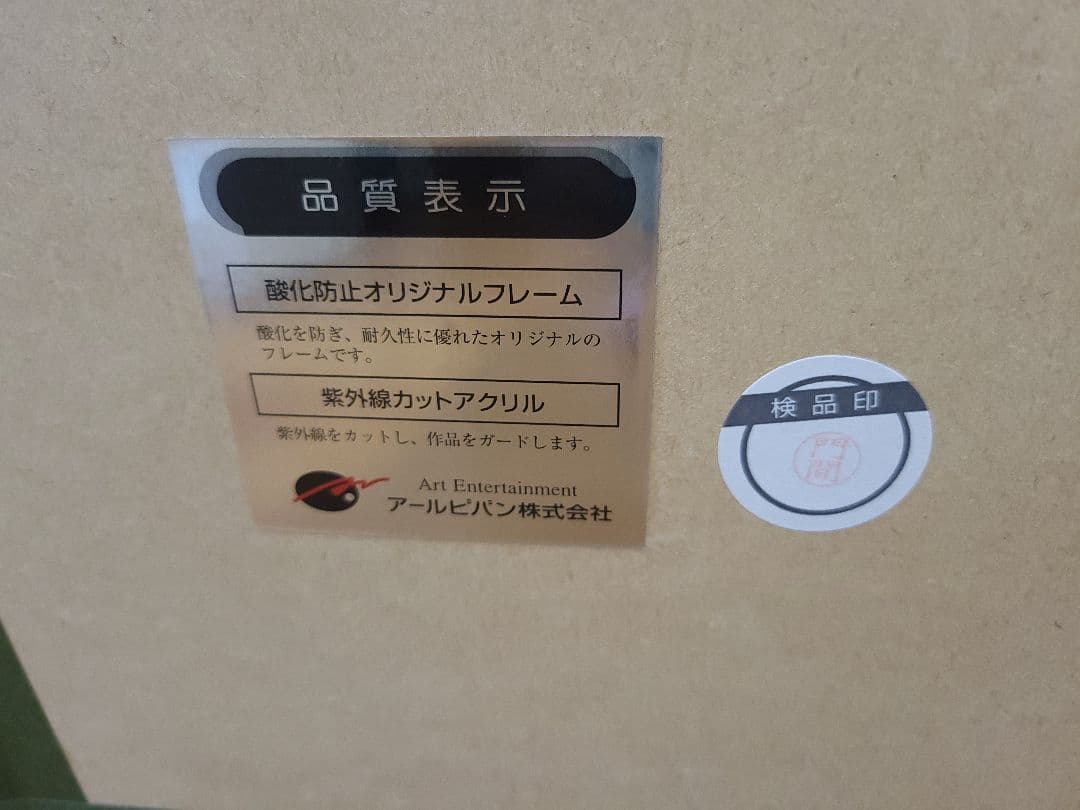 品質表示
酸化防止オリジナルフレーム
酸化を防ぎ、耐久性に優れたオリジナルの
フレームです。
紫外線カットアクリル
紫外線をカットし、作品をガードします。
Art Entertainment
アールビバン株式会社
検品印
門間